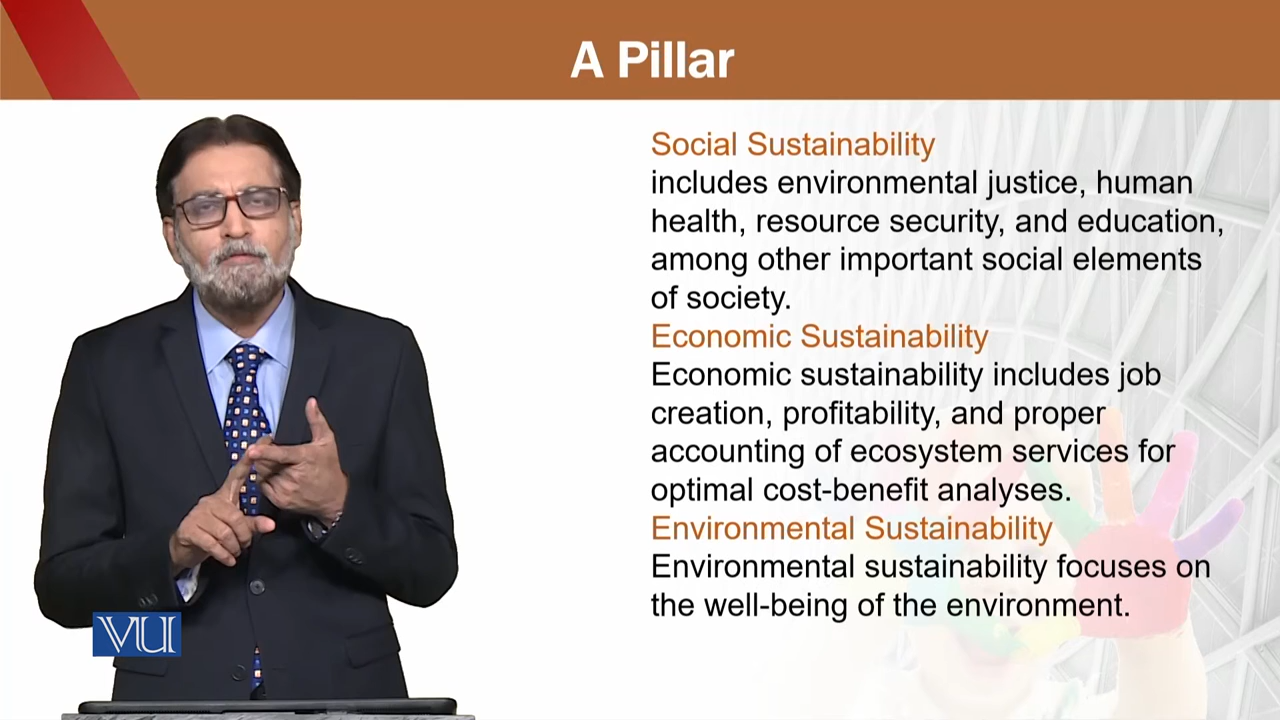 A Pillar
Social Sustainability
includes environmental justice, human
health, resource security, and education,
among other important social elements
of society.
Economic Sustainability
Economic sustainability includes job
creation, profitability, and proper
accounting of ecosystem services for
optimal cost-benefit analyses.
Environmental Sustainability
Environmental sustainability focuses on
the well-being of the environment.
VU